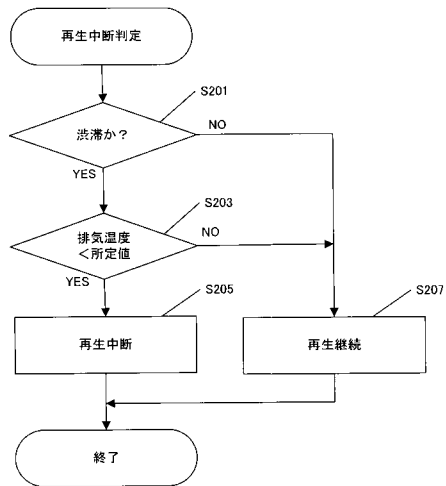 再生中断判定
S201
渋滞か?
NO
YES
S203
排気温度
<所定値
NO
YES
S205
再生中断
S207
再生継続
終了